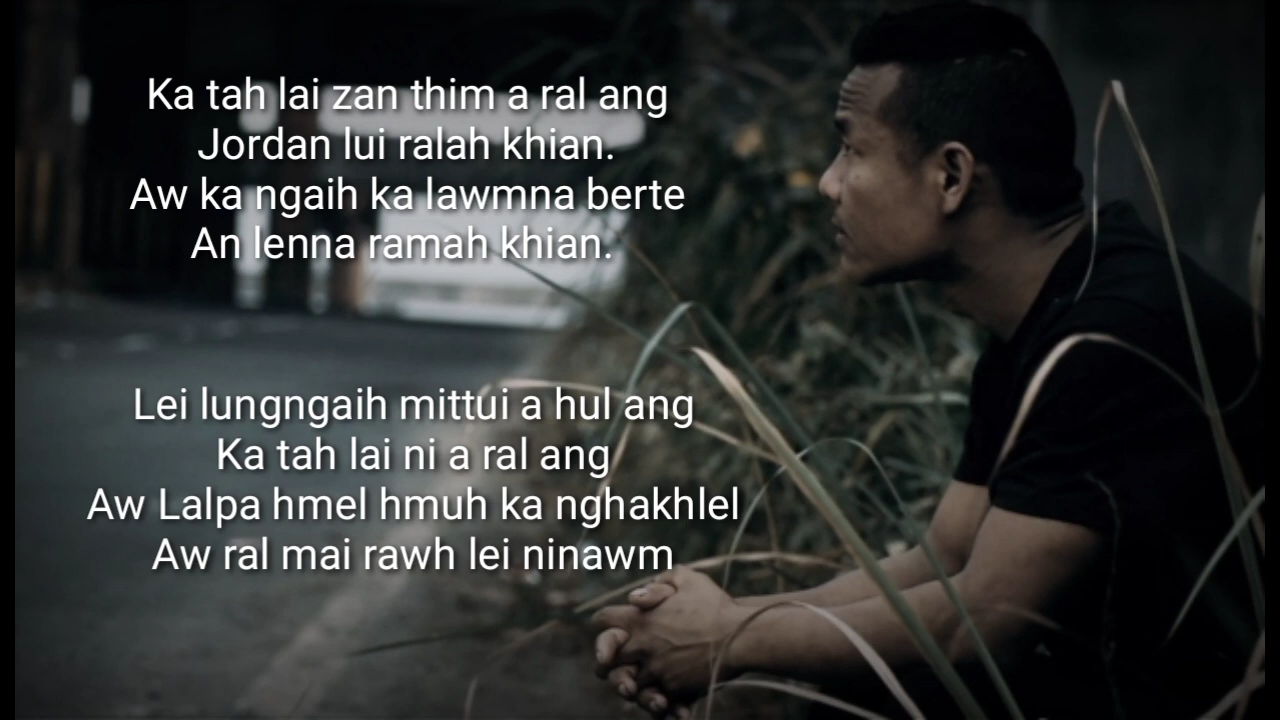 Ka tah lai zan thim a ral ang
Jordan lui ralah khian.
Aw ka ngaih ka lawmna berte
An lenna ramah khian.
Lei lungngaih mittui a hul ang
Ka tah lai ni a ral ang
Aw Lalpa hmel hmuh ka nghakhlel
Aw ral mai rawh lei ninawm